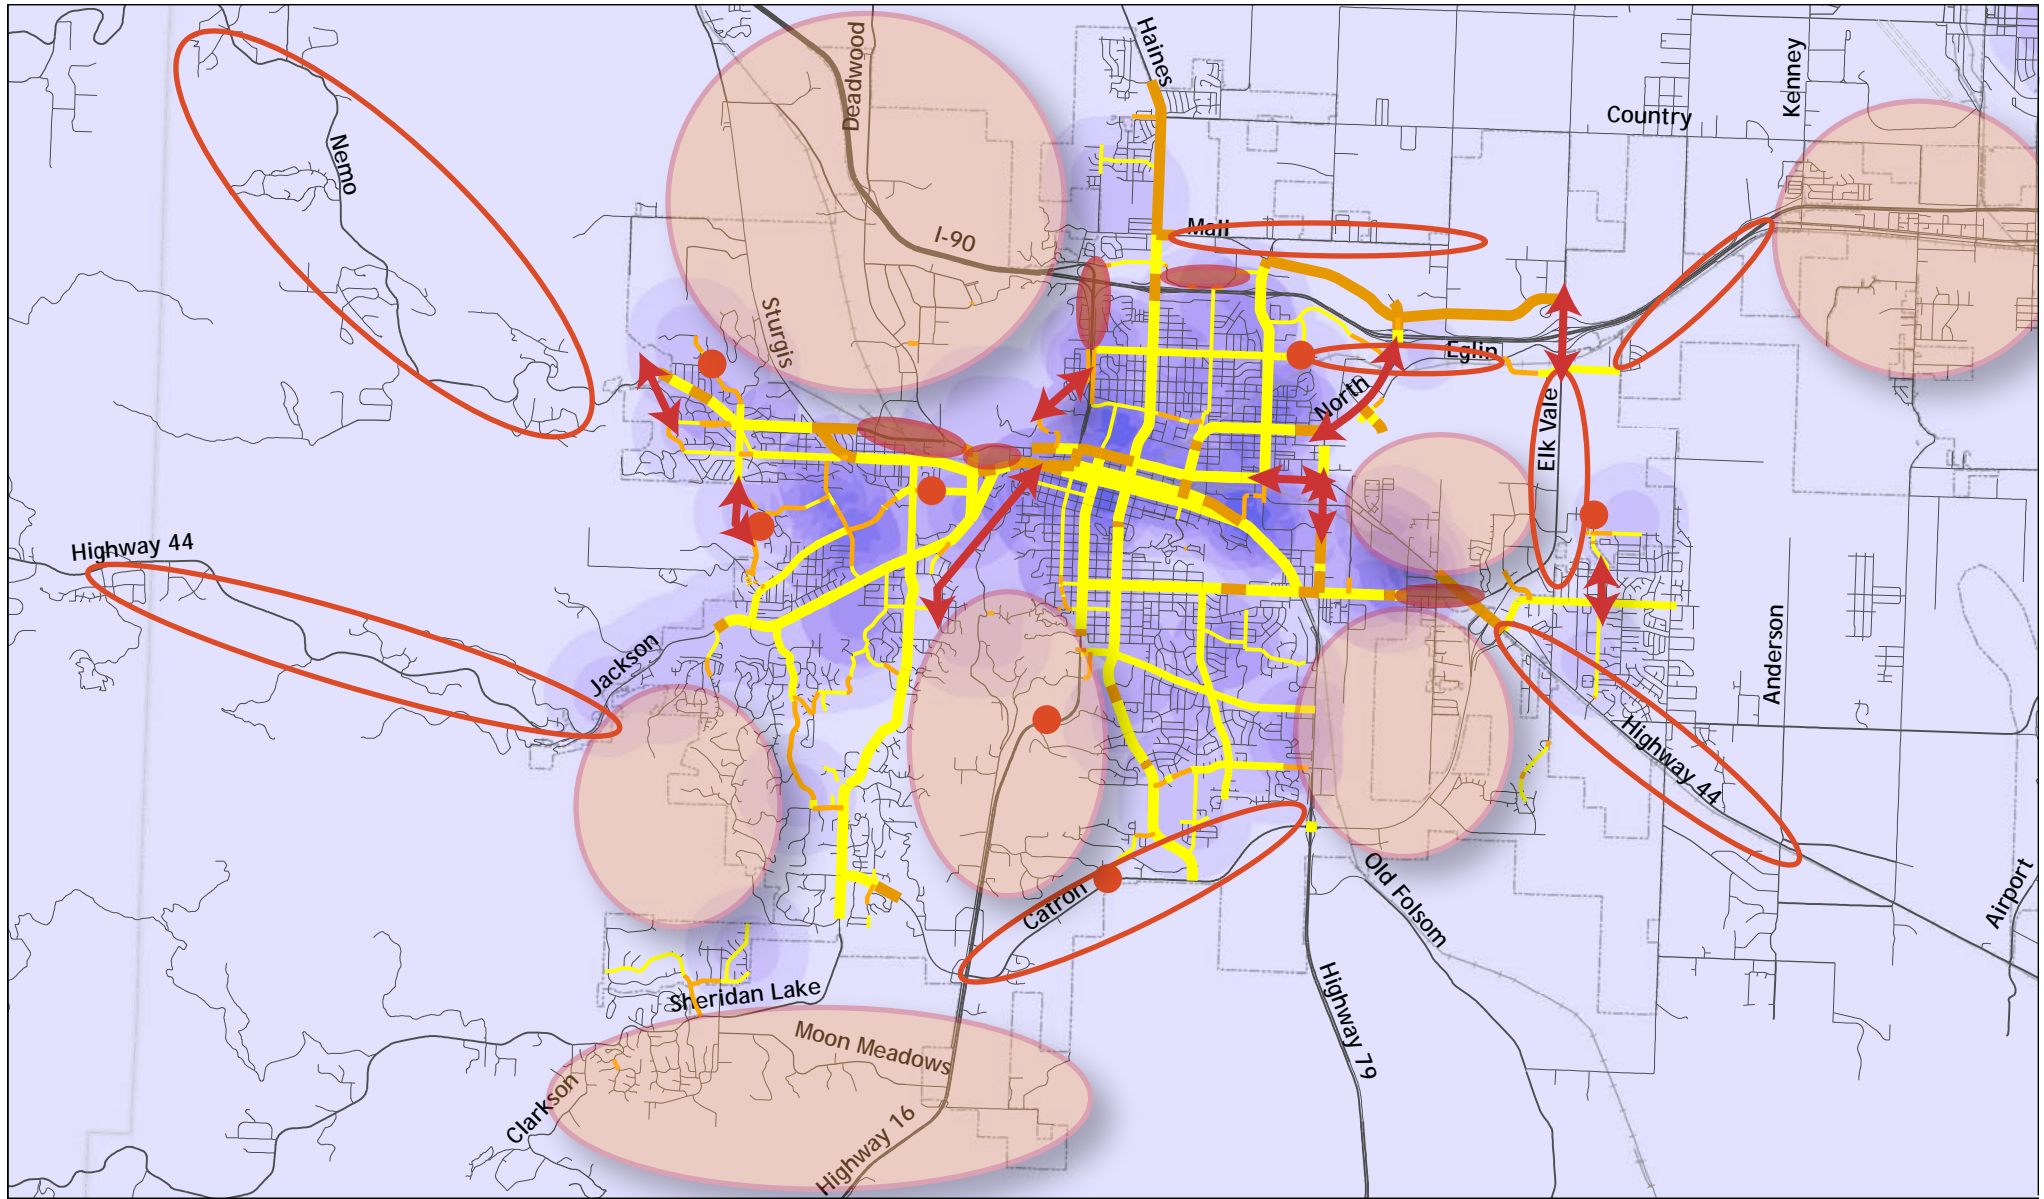 Deadwood
Haines
Kenney
Country
Nemo
Mall
I-90
Sturgis
Eglin
North
Elk Vale
Highway 44
Jackson
Anderson
Highway 44
Catron
Old Folsom
Airport
Sheridan Lake
Highway 79
Moon Meadows
Clarkson
Highway 16